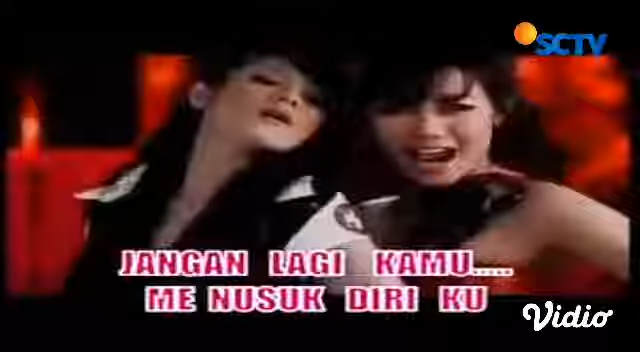 SCTV
JANGAN LAGI KAMU.....
ME NUSUK DIRI KU
Vidio